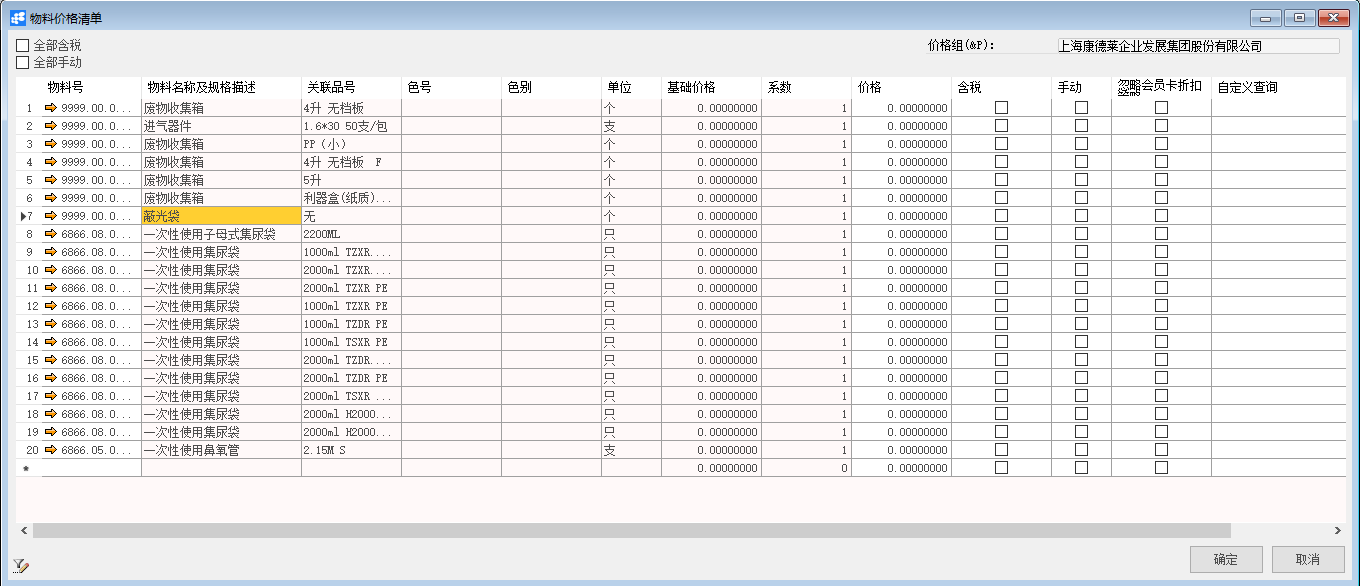 物料价格清单
全部含税
全部手动
价格组(&P):
上海康德莱企业发展集团股份有限公司
物料号 物料名称及规格描述 关联品号 色号 色别 单位 基础价格 系数 价格 含税 手动 忽略会员卡折扣 自定义查询
1 9999.00.0... 废物收集箱 4升 无档板 个 0.00000000 1 0.00000000
2 9999.00.0... 进气器件 1.6*30 50支/包 支 0.00000000 1 0.00000000
3 9999.00.0... 废物收集箱 PP（小） 个 0.00000000 1 0.00000000
4 9999.00.0... 废物收集箱 4升 无档板 F 个 0.00000000 1 0.00000000
5 9999.00.0... 废物收集箱 5升 个 0.00000000 1 0.00000000
6 9999.00.0... 废物收集箱 利器盒(纸质)... 个 0.00000000 1 0.00000000
7 9999.00.0... 蔽光袋 无 个 0.00000000 1 0.00000000
8 6866.08.0... 一次性使用子母式集尿袋 2200ML 只 0.00000000 1 0.00000000
9 6866.08.0... 一次性使用集尿袋 1000ml TZXR.... 只 0.00000000 1 0.00000000
10 6866.08.0... 一次性使用集尿袋 2000ml TZXR.... 只 0.00000000 1 0.00000000
11 6866.08.0... 一次性使用集尿袋 2000ml TZXR PE 只 0.00000000 1 0.00000000
12 6866.08.0... 一次性使用集尿袋 1000ml TZXR PE 只 0.00000000 1 0.00000000
13 6866.08.0... 一次性使用集尿袋 1000ml TZDR PE 只 0.00000000 1 0.00000000
14 6866.08.0... 一次性使用集尿袋 1000ml TSXR PE 只 0.00000000 1 0.00000000
15 6866.08.0... 一次性使用集尿袋 2000ml TZDR.... 只 0.00000000 1 0.00000000
16 6866.08.0... 一次性使用集尿袋 2000ml TZDR PE 只 0.00000000 1 0.00000000
17 6866.08.0... 一次性使用集尿袋 2000ml TSXR ... 只 0.00000000 1 0.00000000
18 6866.08.0... 一次性使用集尿袋 2000ml H2000... 只 0.00000000 1 0.00000000
19 6866.08.0... 一次性使用集尿袋 2000ml H2000... 只 0.00000000 1 0.00000000
20 6866.05.0... 一次性使用鼻氧管 2.15M S 支 0.00000000 1 0.00000000
* 0.00000000 0 0.00000000
确定 取消